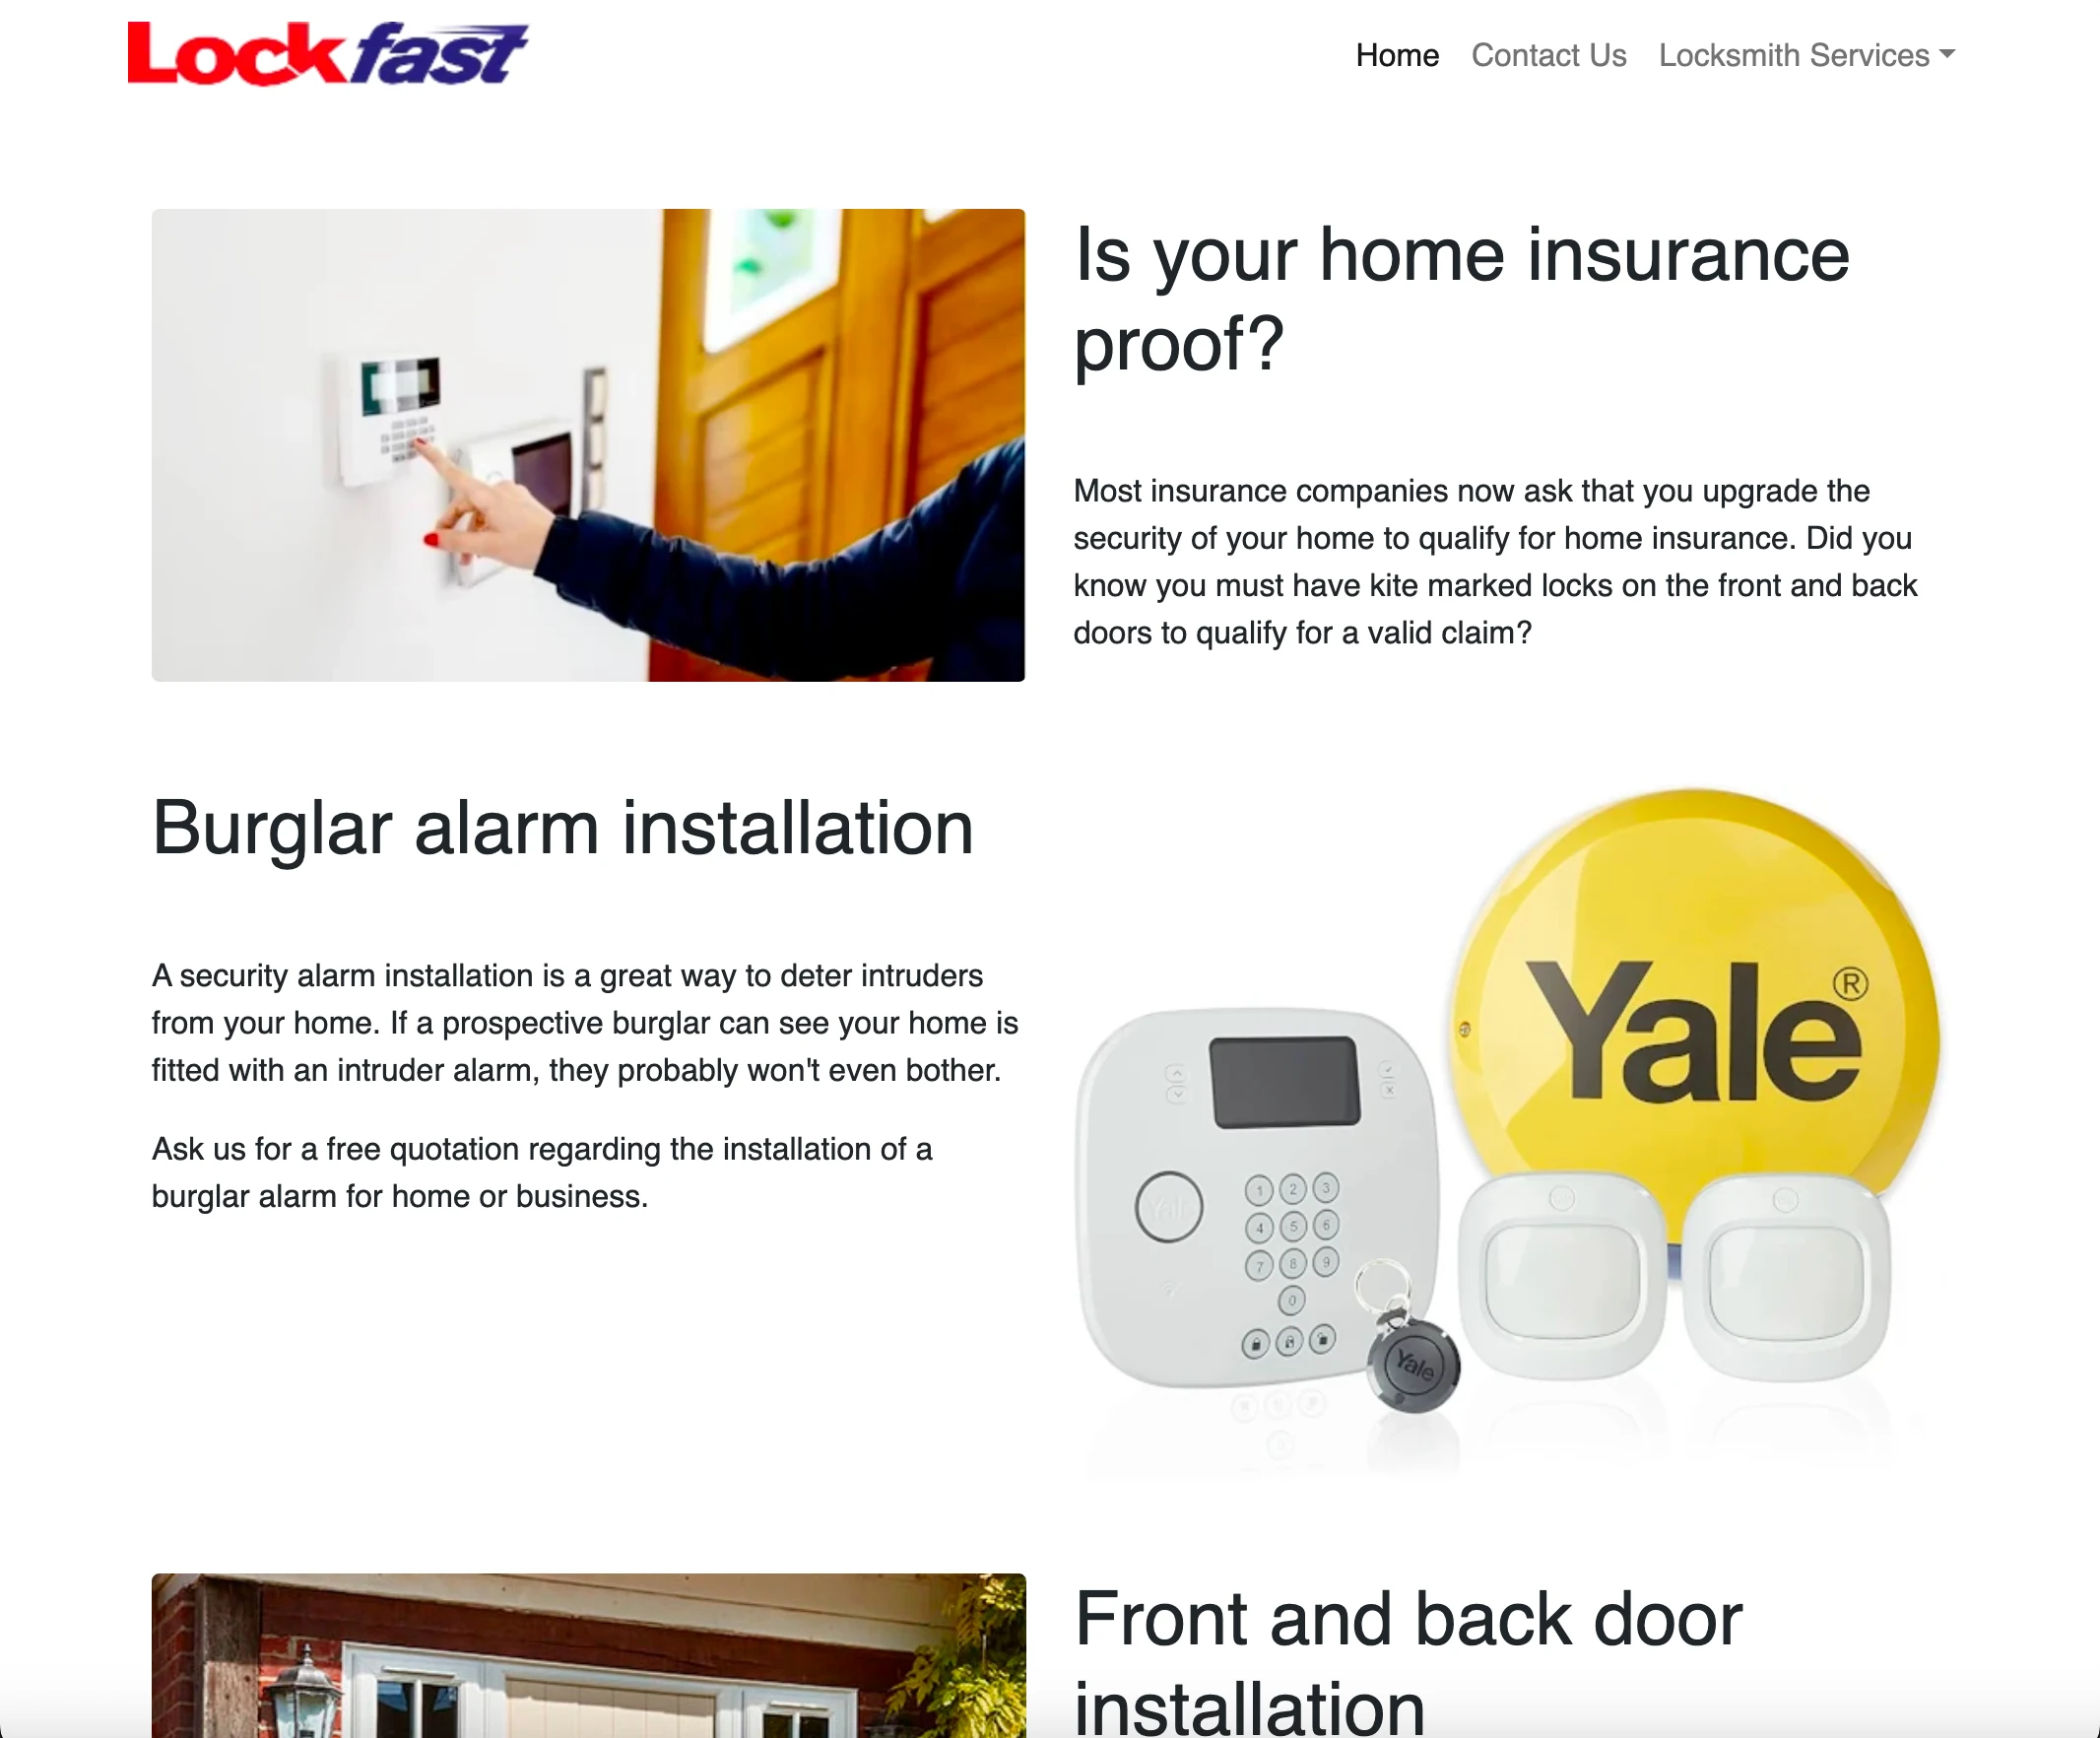 Lockfast
Home Contact Us Locksmith Services
Is your home insurance
proof?
Most insurance companies now ask that you upgrade the
security of your home to qualify for home insurance. Did you
know you must have kite marked locks on the front and back
doors to qualify for a valid claim?
Burglar alarm installation
A security alarm installation is a great way to deter intruders
from your home. If a prospective burglar can see your home is
fitted with an intruder alarm, they probably won't even bother.
Ask us for a free quotation regarding the installation of a
burglar alarm for home or business.
Yale®
Yale
1 2 3
4 5 6
7 8 9
0
Yale
Front and back door
installation